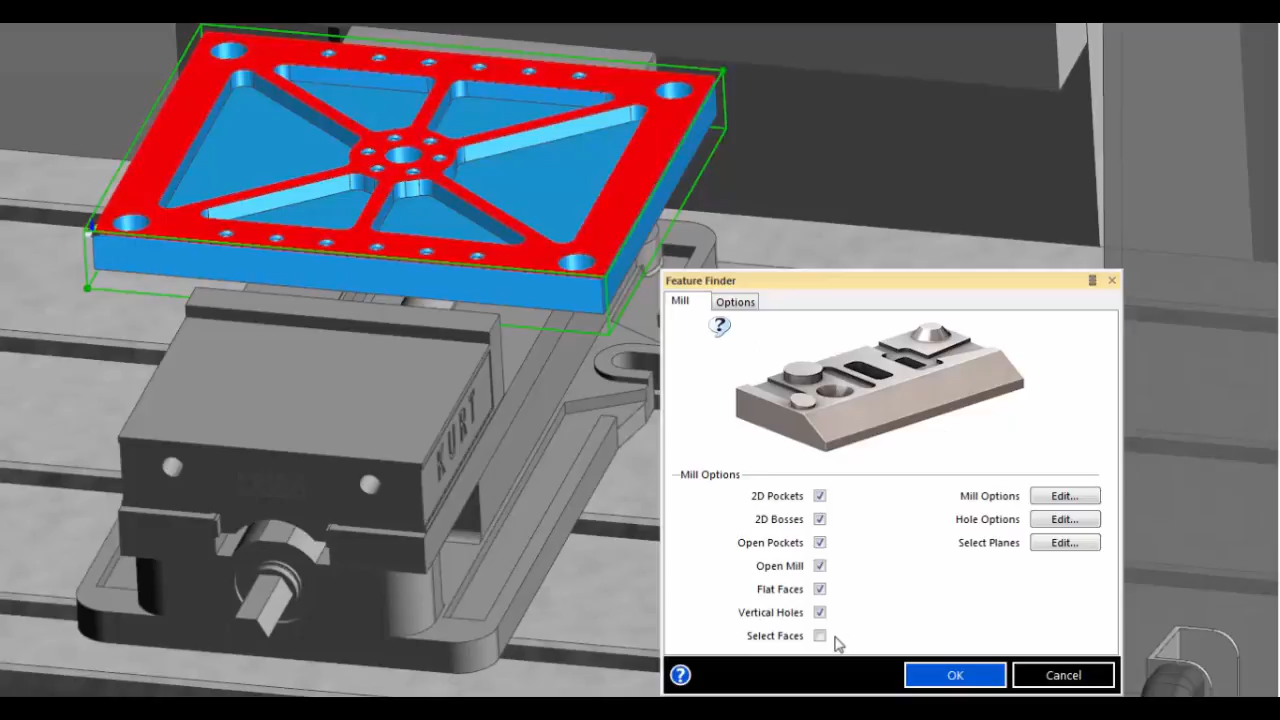 Feature Finder
Mill
Options
?
KURT
Mill Options
2D Pockets
Mill Options
Edit...
2D Bosses
Hole Options
Edit...
Open Pockets
Select Planes
Edit...
Open Mill
Flat Faces
Vertical Holes
Select Faces
?
OK
Cancel